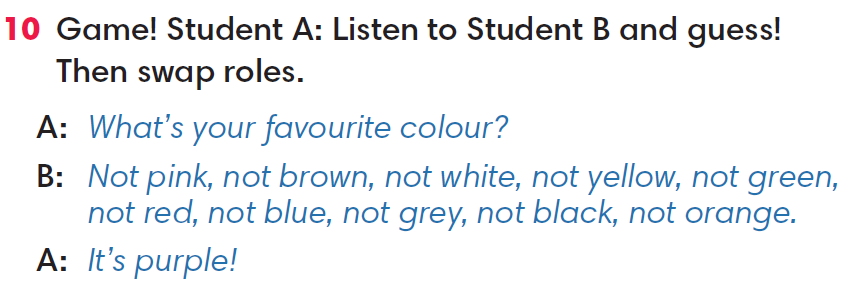 10 Game! Student A: Listen to Student B and guess!
Then swap roles.
A: What's your favourite colour?
B: Not pink, not brown, not white, not yellow, not green,
not red, not blue, not grey, not black, not orange.
A: It's purple!